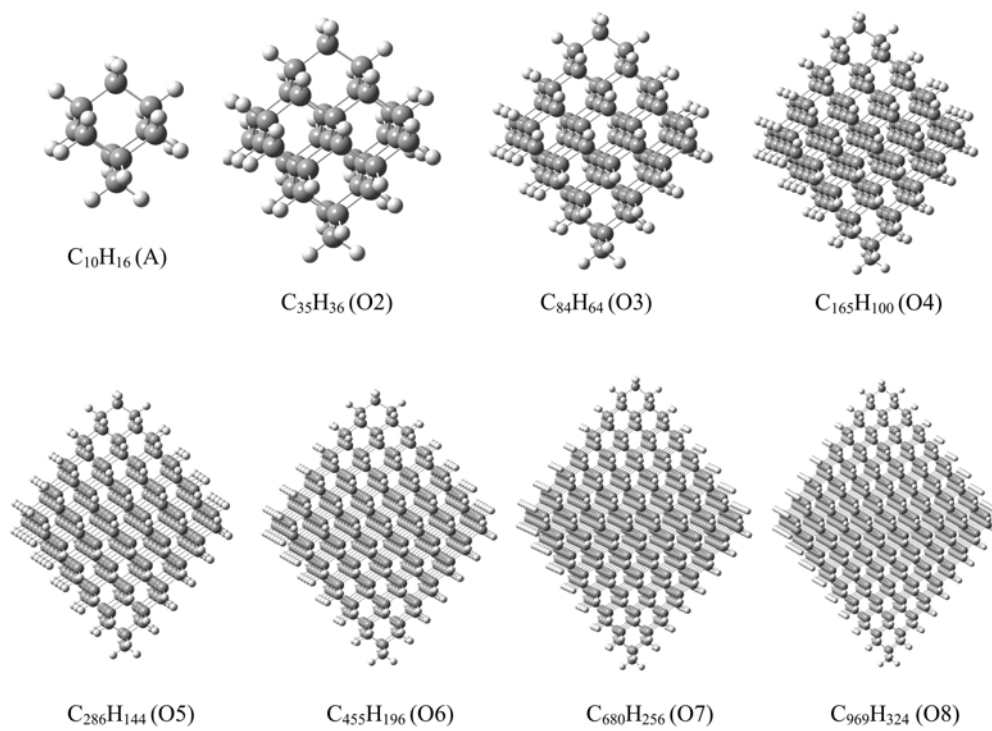 C₁₀H₁₆ (A)
C₃₅H₃₆ (O2)
C₈₄H₆₄ (O3)
C₁₆₅H₁₀₀ (O4)
C₂₈₆H₁₄₄ (O5)
C₄₅₅H₁₉₆ (O6)
C₆₈₀H₂₅₆ (O7)
C₉₆₉H₃₂₄ (O8)